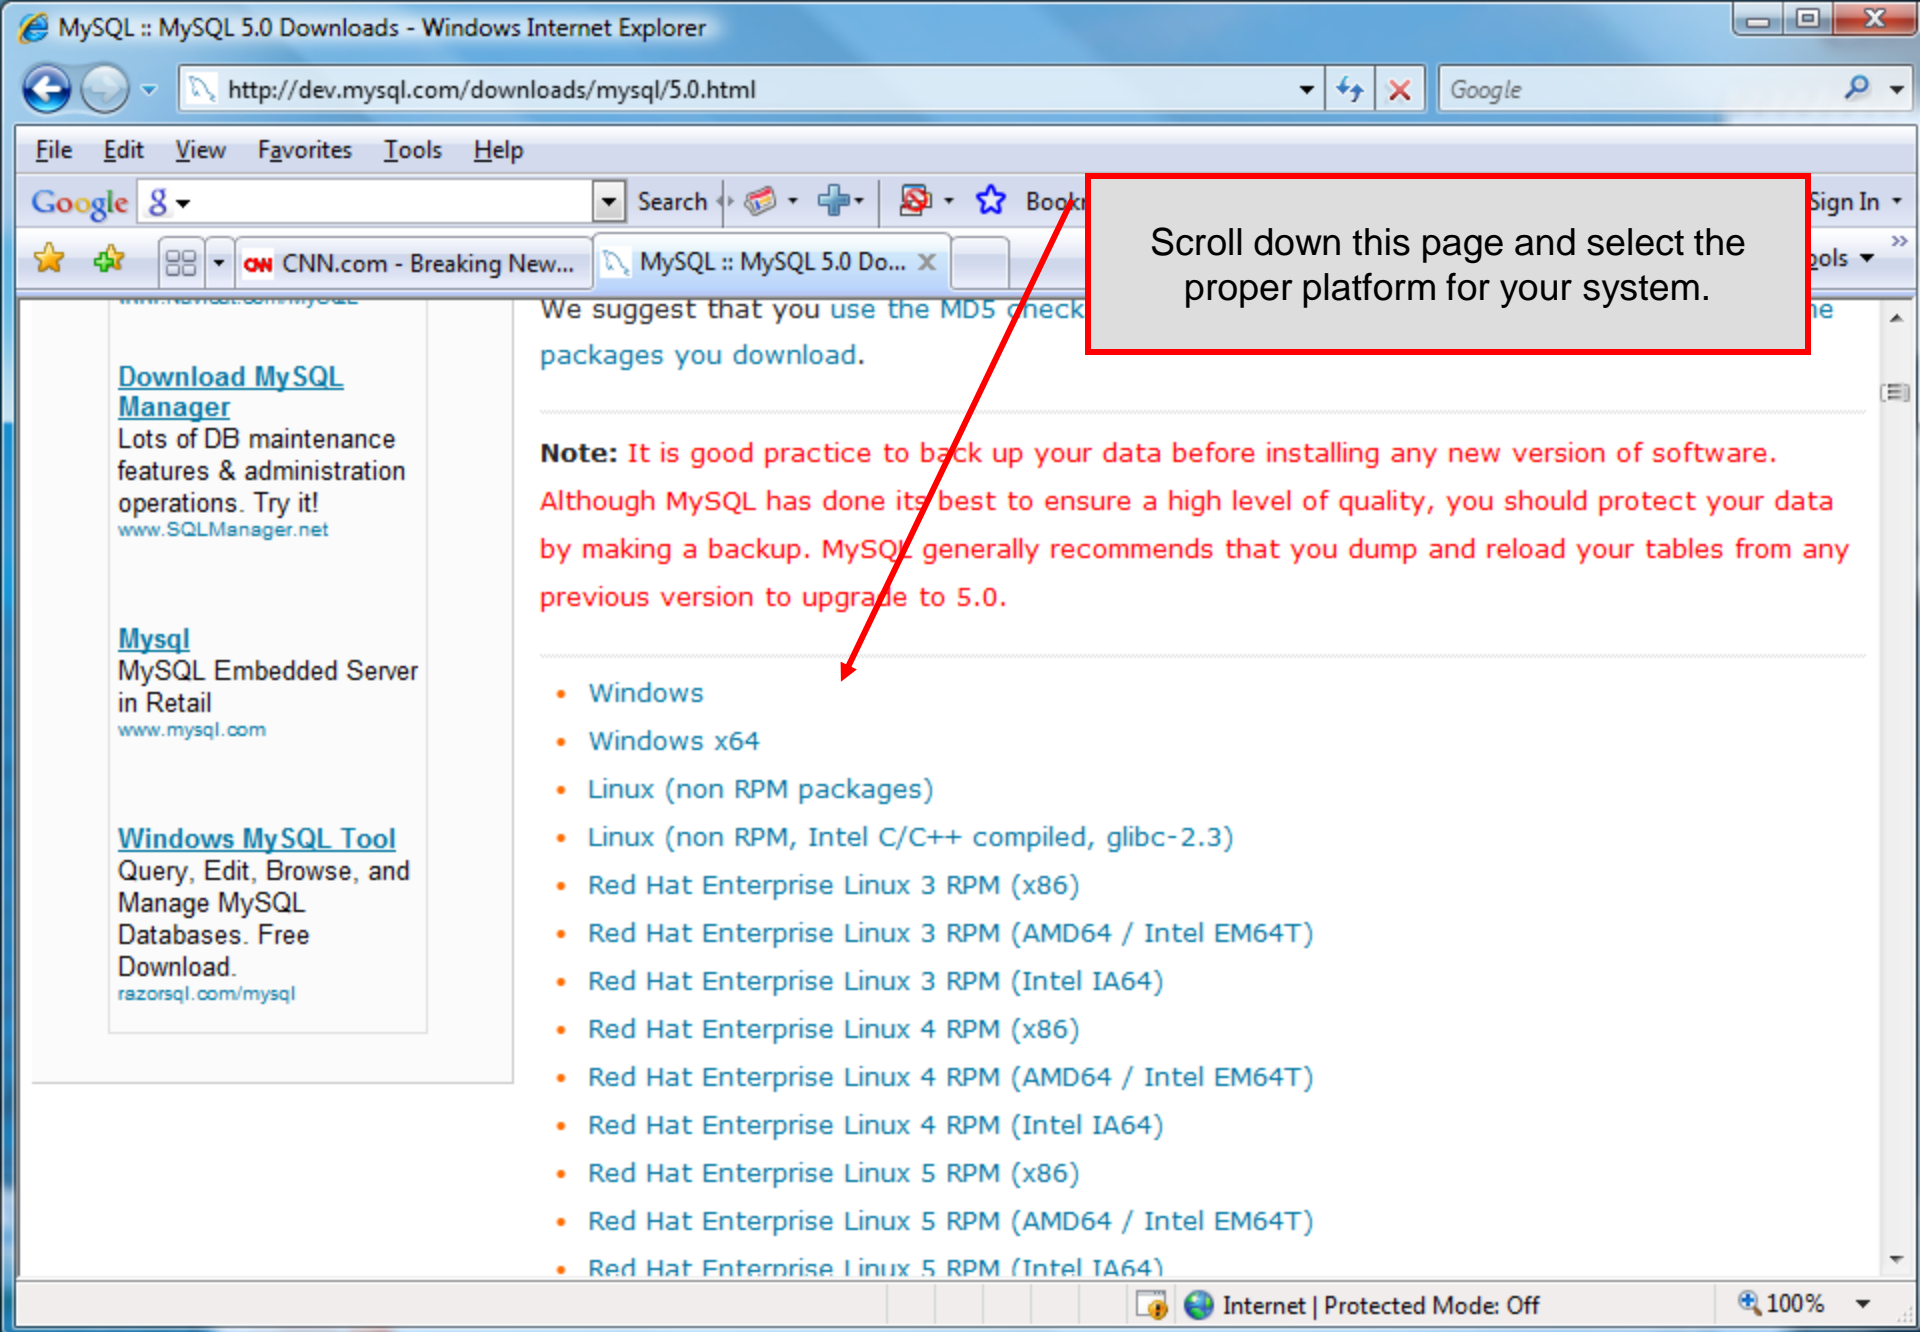 MySQL :: MySQL 5.0 Downloads - Windows Internet Explorer
http://dev.mysql.com/downloads/mysql/5.0.html
Google
File Edit View Favorites Tools Help
Google 8 Search Sign In
Scroll down this page and select the
proper platform for your system.
CNN.com - Breaking New...
MySQL :: MySQL 5.0 Do...
We suggest that you use the MD5
packages you download.
Download MySQL
Manager
Lots of DB maintenance
features & administration
operations. Try it!
www.SQLManager.net
Mysql
MySQL Embedded Server
in Retail
www.mysql.com
Windows MySQL Tool
Query, Edit, Browse, and
Manage MySQL
Databases. Free
Download.
razorsql.com/mysql
Note: It is good practice to back up your data before installing any new version of software.
Although MySQL has done its best to ensure a high level of quality, you should protect your data
by making a backup. MySQL generally recommends that you dump and reload your tables from any
previous version to upgrade to 5.0.
• Windows
• Windows x64
• Linux (non RPM packages)
• Linux (non RPM, Intel C/C++ compiled, glibc-2.3)
• Red Hat Enterprise Linux 3 RPM (x86)
• Red Hat Enterprise Linux 3 RPM (AMD64 / Intel EM64T)
• Red Hat Enterprise Linux 3 RPM (Intel IA64)
• Red Hat Enterprise Linux 4 RPM (x86)
• Red Hat Enterprise Linux 4 RPM (AMD64 / Intel EM64T)
• Red Hat Enterprise Linux 4 RPM (Intel IA64)
• Red Hat Enterprise Linux 5 RPM (x86)
• Red Hat Enterprise Linux 5 RPM (AMD64 / Intel EM64T)
• Red Hat Enterprise Linux 5 RPM (Intel IA64)
Internet | Protected Mode: Off
100%